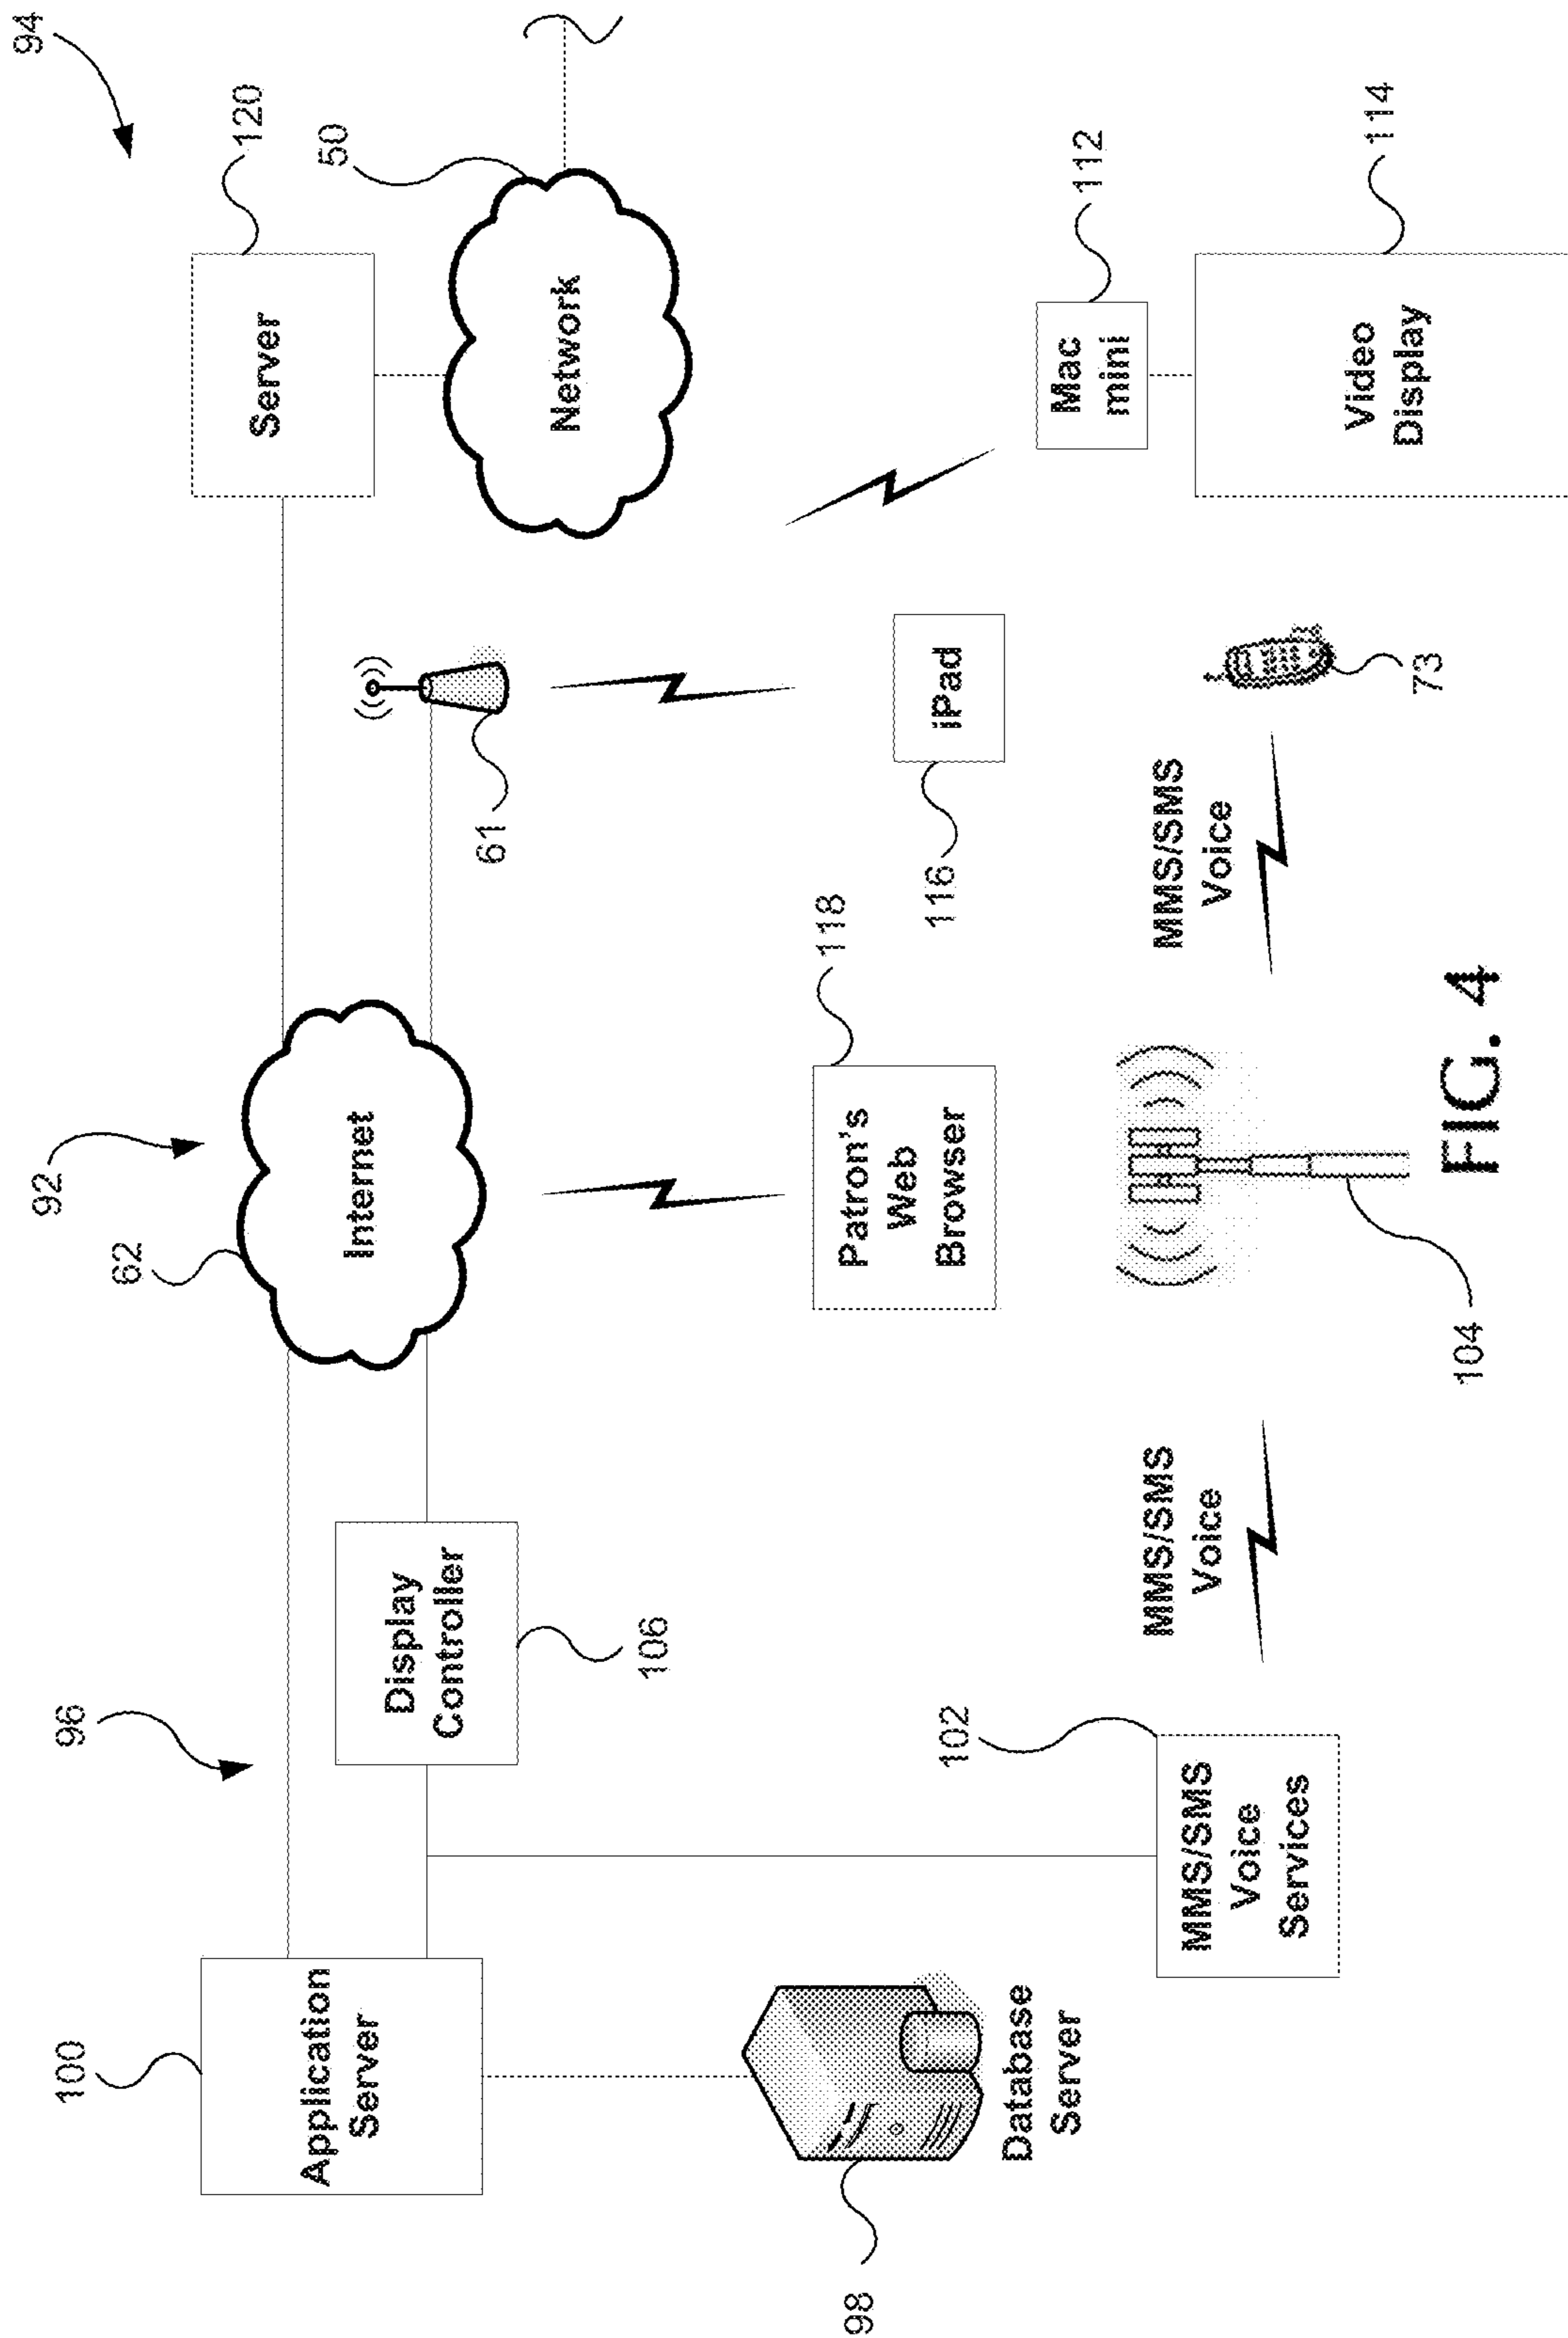 92
94
96
100
Application
Server
62
Internet
Server
120
Display
Controller
106
61
50
Network
98
Database
Server
118
Patron's
Web
Browser
116
iPad
112
Mac
mini
102
MMS/SMS
Voice
Services
MMS/SMS
Voice
104
MMS/SMS
Voice
73
Video
Display
114
FIG. 4